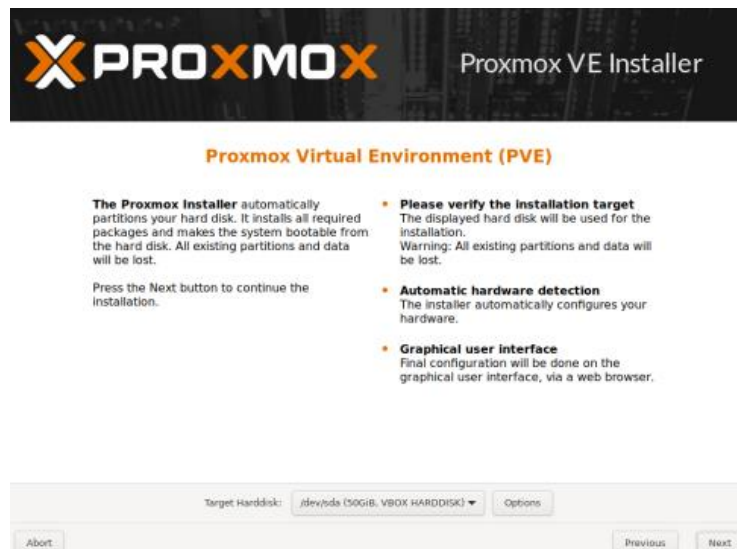 PROXMOX
Proxmox VE Installer
Proxmox Virtual Environment (PVE)
The Proxmox Installer automatically
partitions your hard disk. It installs all required
packages and makes the system bootable from
the hard disk. All existing partitions and data
will be lost.
Press the Next button to continue the
installation.
Please verify the installation target
The displayed hard disk will be used for the
installation.
Warning: All existing partitions and data will
be lost.
Automatic hardware detection
The installer automatically configures your
hardware.
Graphical user interface
Final configuration will be done on the
graphical user interface, via a web browser.
Target Harddisk: /dev/sda (50GiB, VBOX HARDDISK) Options
Abort Previous Next